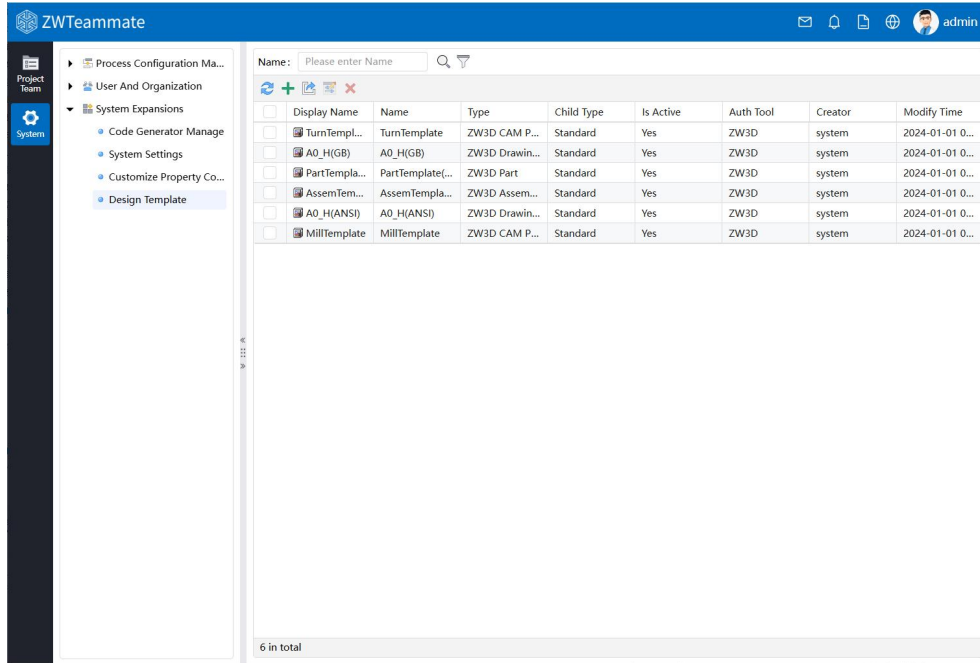 ZWTeammate
admin
Project Team
System
Process Configuration Ma...
User And Organization
System Expansions
Code Generator Manage
System Settings
Customize Property Co...
Design Template
Name: Please enter Name
Display Name Name Type Child Type Is Active Auth Tool Creator Modify Time
TurnTempl... TurnTemplate ZW3D CAM P... Standard Yes ZW3D system 2024-01-01 0...
A0_H(GB) A0_H(GB) ZW3D Drawin... Standard Yes ZW3D system 2024-01-01 0...
PartTempla... PartTemplate(... ZW3D Part Standard Yes ZW3D system 2024-01-01 0...
AssemTem... AssemTempla... ZW3D Assem... Standard Yes ZW3D system 2024-01-01 0...
A0_H(ANSI) A0_H(ANSI) ZW3D Drawin... Standard Yes ZW3D system 2024-01-01 0...
MillTemplate MillTemplate ZW3D CAM P... Standard Yes ZW3D system 2024-01-01 0...
6 in total